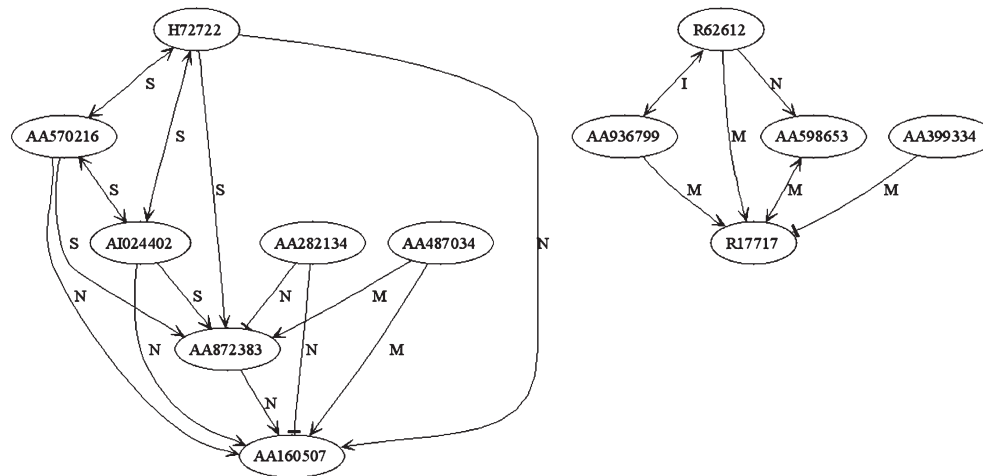 H72722
R62612
S
I
N
AA570216
S
M
AA936799
AA598653
AA399334
S
S
M
M
M
S
AI024402
AA282134
AA487034
N
R17717
N
S
N
M
N
N
M
AA872383
N
AA160507